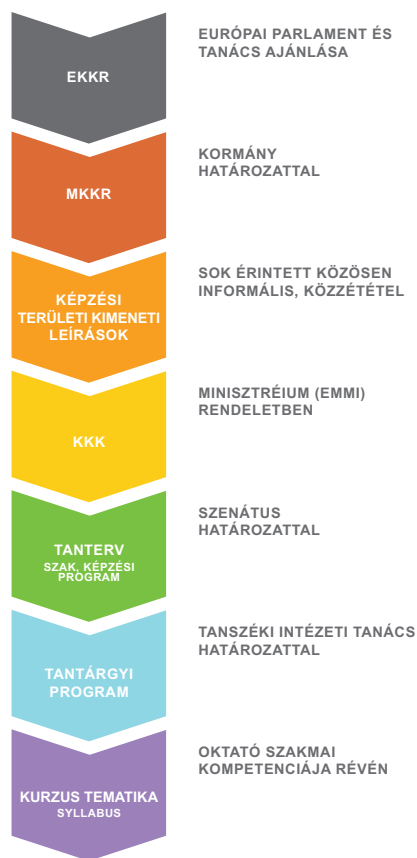 EKKR
EURÓPAI PARLAMENT ÉS
TANÁCS AJÁNLÁSA
MKKR
KORMÁNY
HATÁROZATTAL
KÉPZÉSI
TERÜLETI KIMENETI
LEÍRÁSOK
SOK ÉRINTETT KÖZÖSEN
INFORMÁLIS, KÖZZÉTÉTEL
KKK
MINISZTRÉIUM (EMMI)
RENDELETBEN
TANTERV
SZAK, KÉPZÉSI
PROGRAM
SZENÁTUS
HATÁROZATTAL
TANTÁRGYI
PROGRAM
TANSZÉKI INTÉZETI TANÁCS
HATÁROZATTAL
KURZUS TEMATIKA
SYLLABUS
OKTATÓ SZAKMAI
KOMPETENCIÁJA RÉVÉN